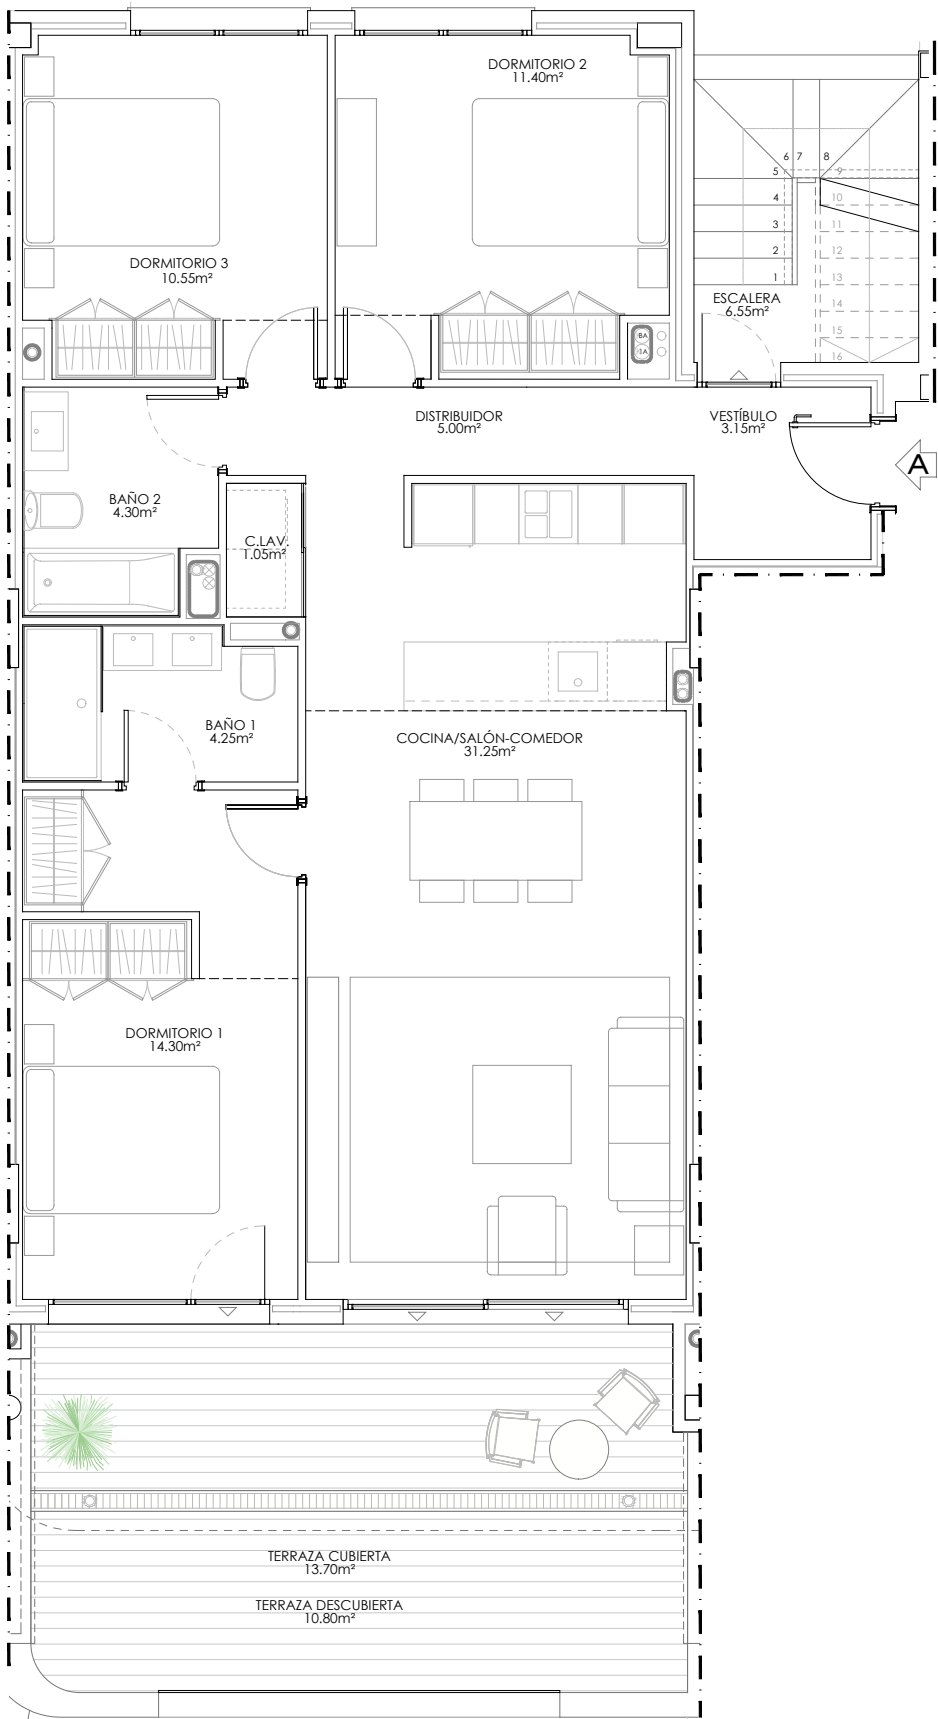 DORMITORIO 2
11.40m²
DORMITORIO 3
10.55m²
6 7 8
5 9
4 10
3 11
2 12
1 13
14
15
16
ESCALERA
6.55m²
8A
1A
DISTRIBUIDOR
5.00m²
VESTÍBULO
3.15m²
A
BAÑO 2
4.30m²
C.LAV.
1.05m²
BAÑO 1
4.25m²
COCINA/SALÓN-COMEDOR
31.25m²
DORMITORIO 1
14.30m²
TERRAZA CUBIERTA
13.70m²
TERRAZA DESCUBIERTA
10.80m²